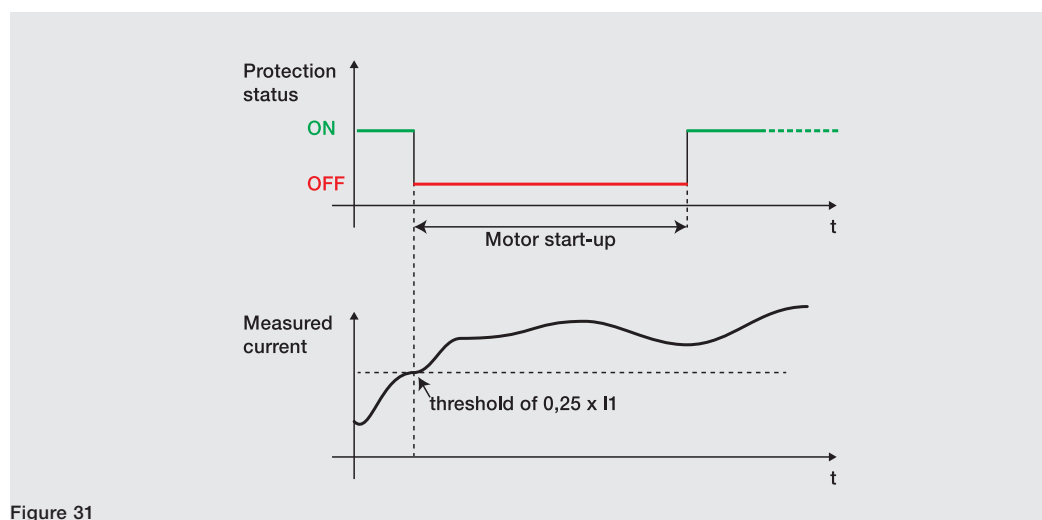 Protection
status
ON
OFF
t
Motor start-up
Measured
current
threshold of 0,25 x I1
t
Figure 31